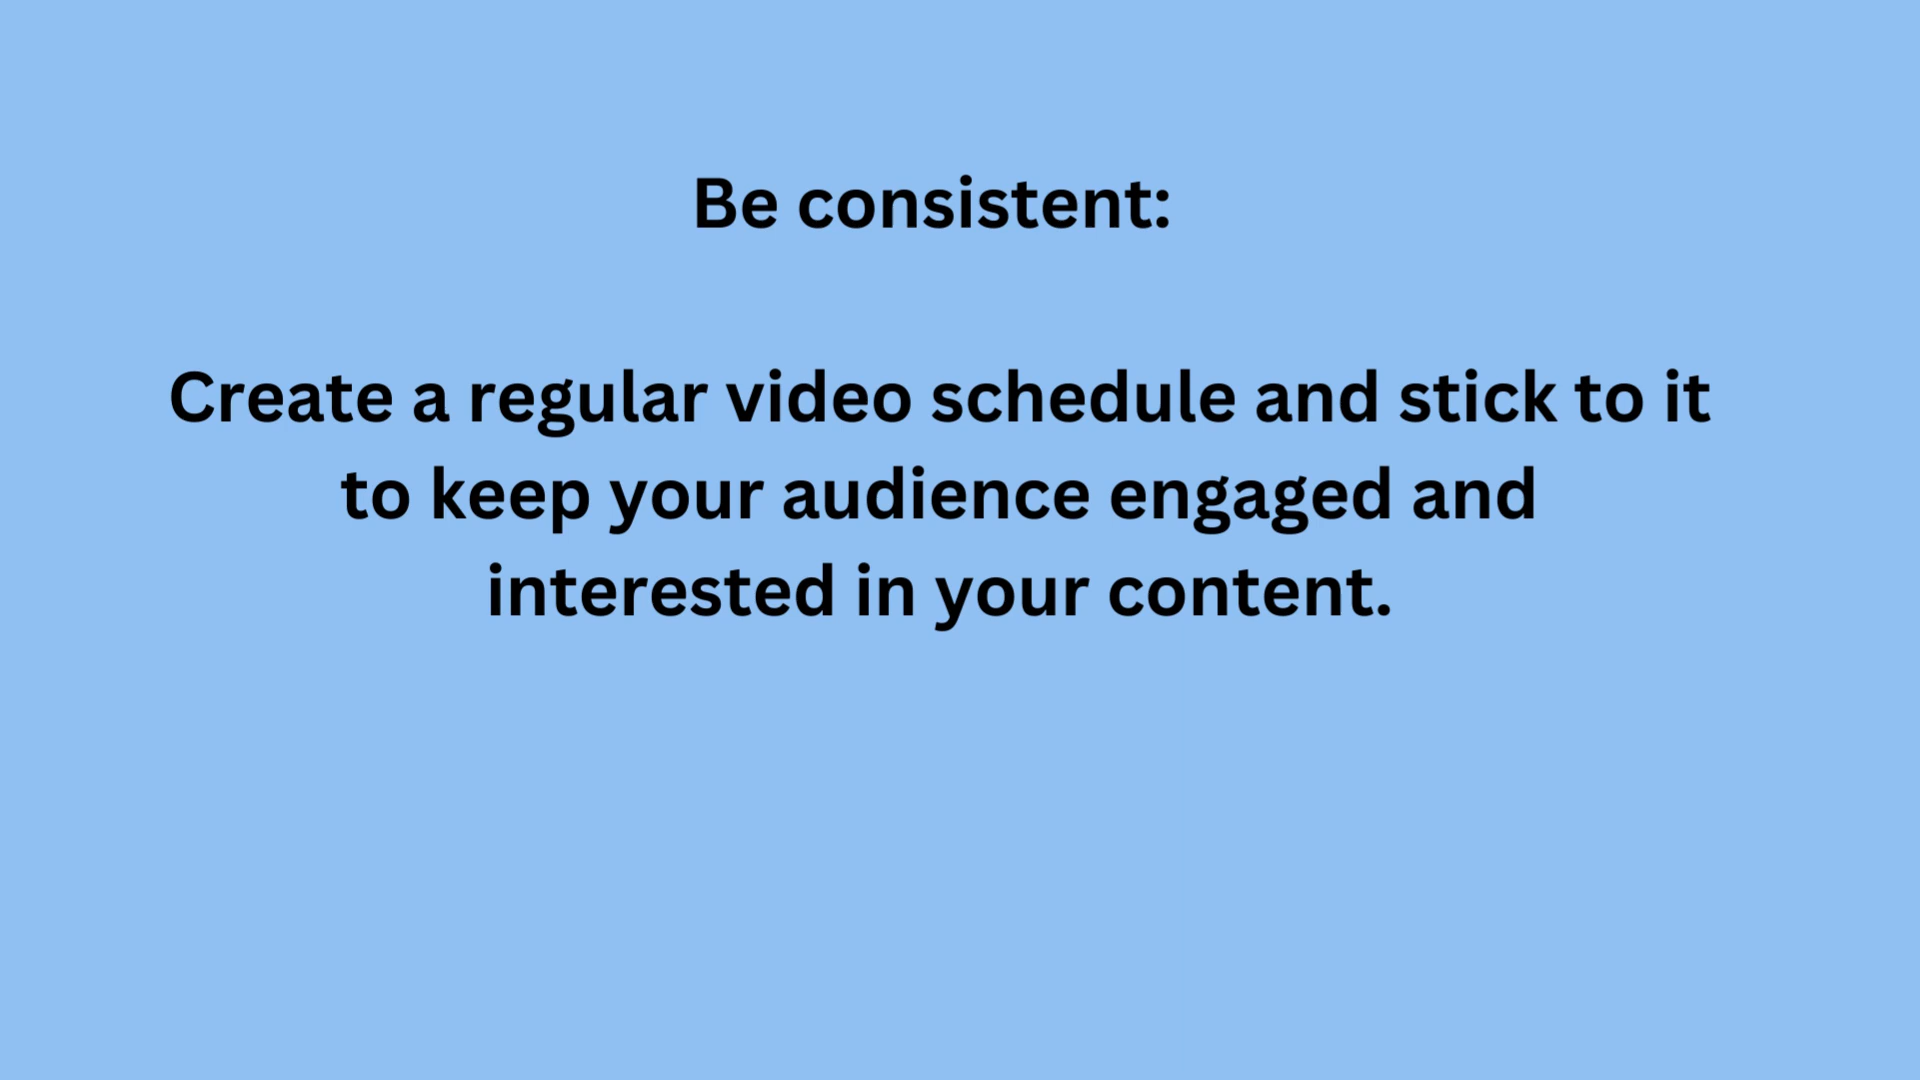 Be consistent:
Create a regular video schedule and stick to it
to keep your audience engaged and
interested in your content.